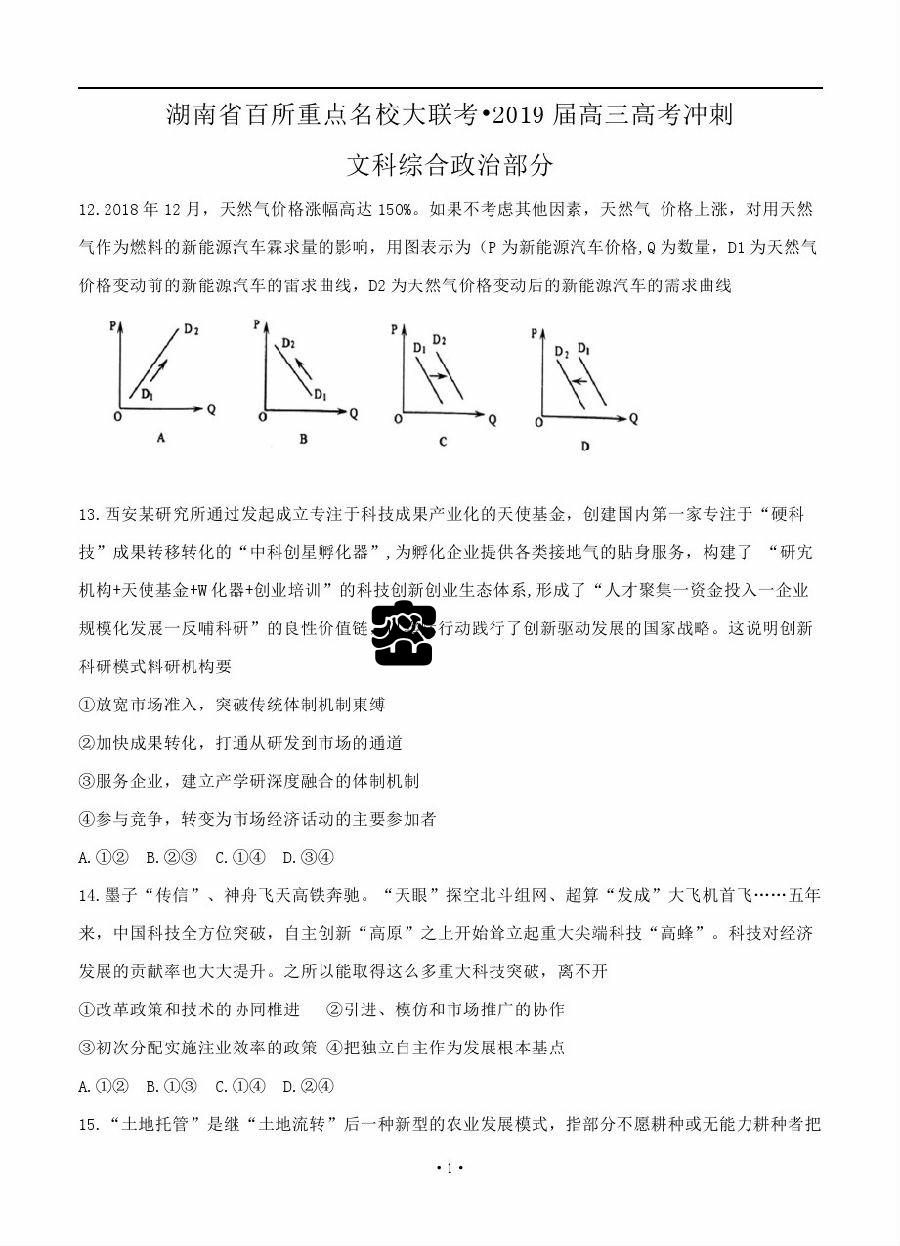 湖南省百所重点名校大联考•2019 届高三高考冲刺
文科综合政治部分
12.2018 年 12 月，天然气价格涨幅高达 150%。如果不考虑其他因素，天然气 价格上涨，对用天然
气作为燃料的新能源汽车霖求量的影响，用图表示为（P 为新能源汽车价格,Q 为数量，D1 为天然气
价格变动前的新能源汽车的雷求曲线，D2 为大然气价格变动后的新能源汽车的需求曲线
P D2 D1 O Q A
P D2 D1 O Q B
P D1 D2 O Q C
P D2 D1 O Q D
13.西安某研究所通过发起成立专注于科技成果产业化的天使基金，创建国内第一家专注于“硬科
技”成果转移转化的“中科创星孵化器”,为孵化企业提供各类接地气的贴身服务，构建了 “研宄
机构+天使基金+W 化器+创业培训”的科技创新创业生态体系,形成了“人才聚集一资金投入一企业
规模化发展一反哺科研”的良性价值链 行动践行了创新驱动发展的国家战略。这说明创新
科研模式料研机构要
①放宽市场准入，突破传统体制机制束缚
②加快成果转化，打通从研发到市场的通道
③服务企业，建立产学研深度融合的体制机制
④参与竞争，转变为市场经济话动的主要参加者
A.①② B.②③ C.①④ D.③④
14.墨子“传信”、神舟飞天高铁奔驰。“天眼”探空北斗组网、超算“发成”大飞机首飞……五年
来，中国科技全方位突破，自主创新“高原”之上开始耸立起重大尖端科技“高蜂”。科技对经济
发展的贡献率也大大提升。之所以能取得这么多重大科技突破，离不开
①改革政策和技术的办同椎进 ②引进、模仿和市场推广的协作
③初次分配实施注业效率的政策 ④把独立自主作为发展根本基点
A.①② B.①③ C.①④ D.②④
15.“土地托管”是继“土地流转”后一种新型的农业发展模式，指部分不愿耕种或无能力耕种者把
•1•